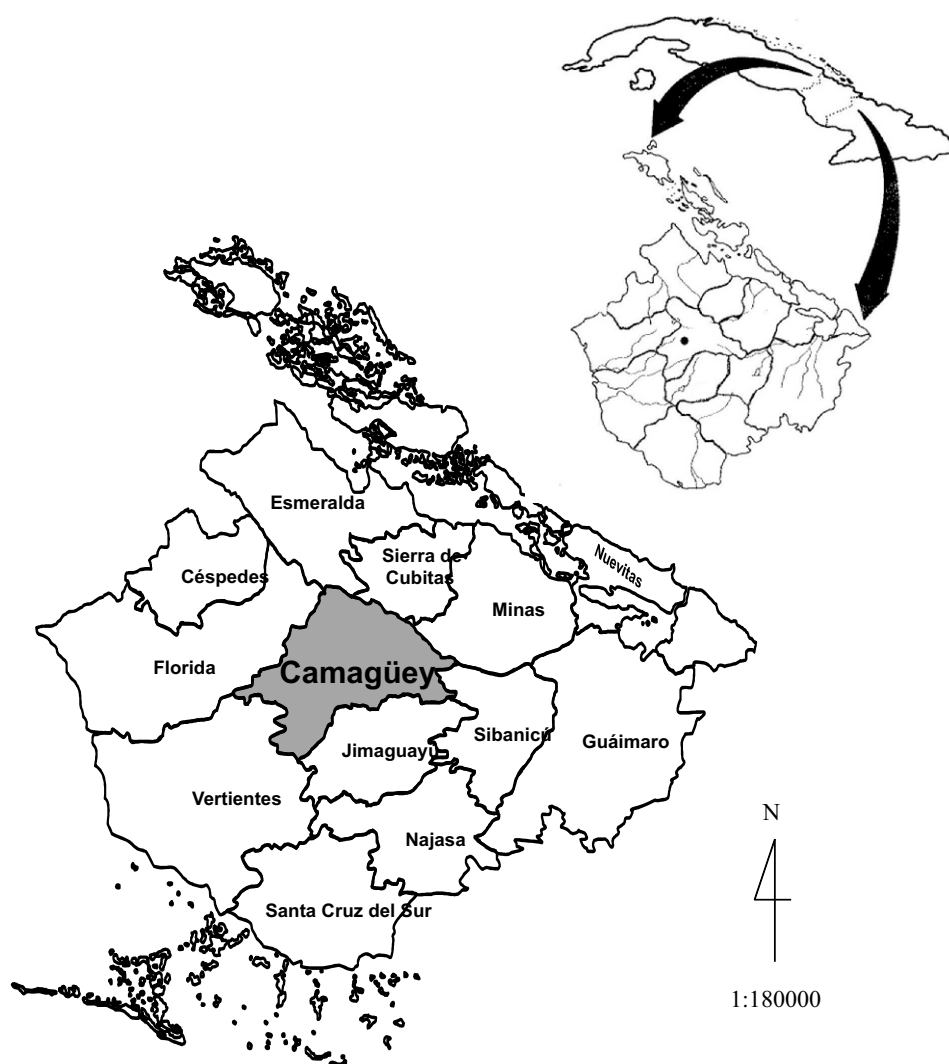 Esmeralda
Nuevitas
Sierra de
Cubitas
Céspedes
Minas
Florida
Camagüey
Sibanicú
Guáimaro
Jimaguayú
Vertientes
Najasa
Santa Cruz del Sur
N
1:180000